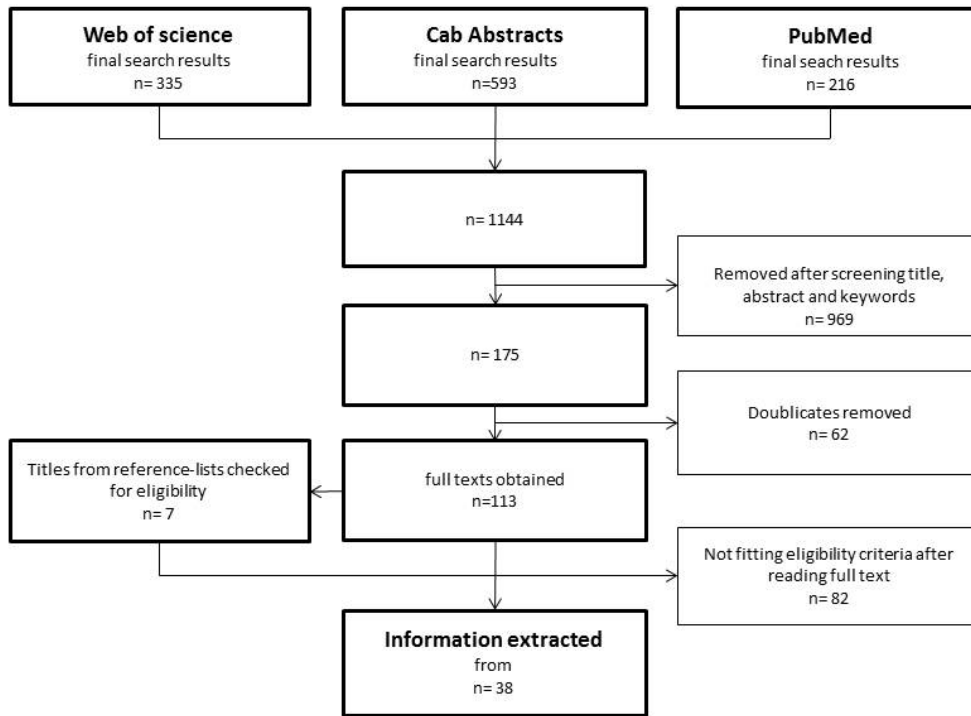 Web of science
final search results
n= 335
Cab Abstracts
final search results
n=593
PubMed
final seach results
n= 216
n= 1144
Removed after screening title,
abstract and keywords
n= 969
n= 175
Doublicates removed
n= 62
Titles from reference-lists checked
for eligibility
n= 7
full texts obtained
n=113
Not fitting eligibility criteria after
reading full text
n= 82
Information extracted
from
n= 38